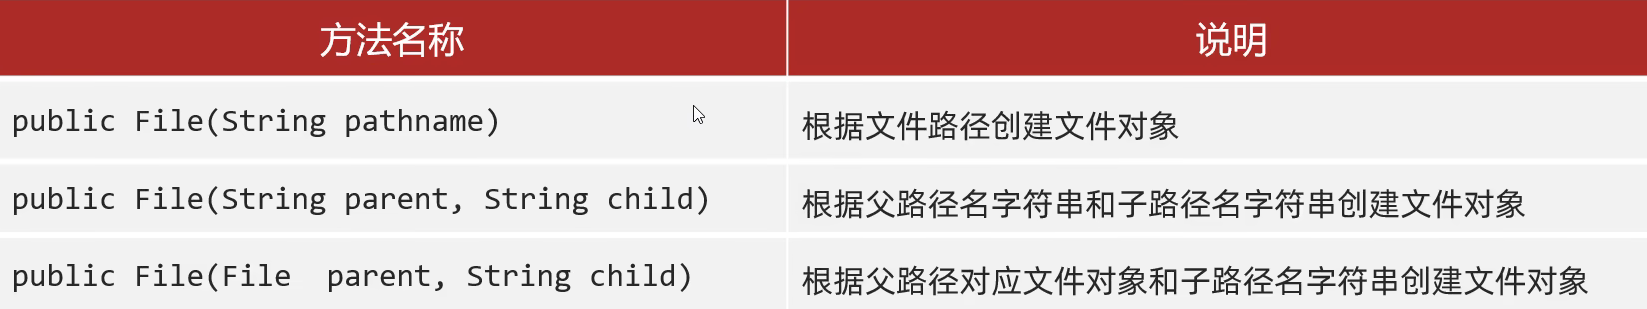 方法名称 说明
public File(String pathname) 根据文件路径创建文件对象
public File(String parent, String child) 根据父路径名字符串和子路径名字符串创建文件对象
public File(File  parent, String child) 根据父路径对应文件对象和子路径名字符串创建文件对象